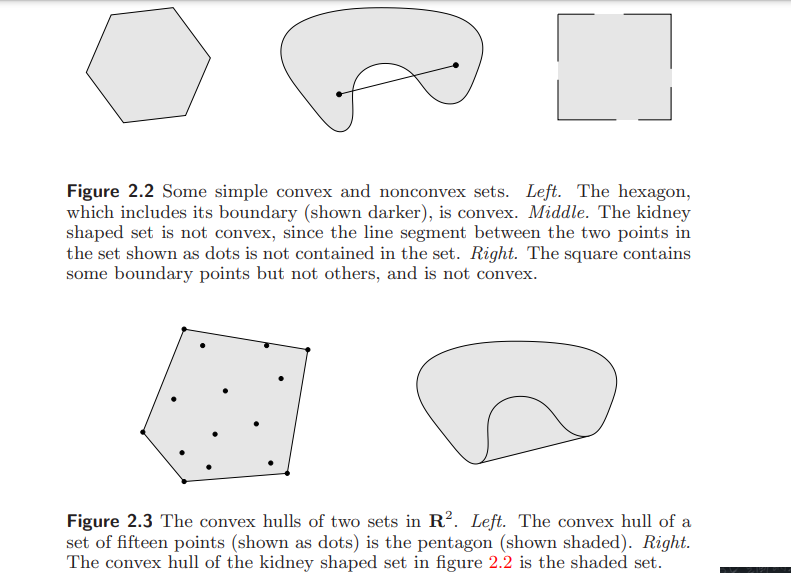 Figure 2.2 Some simple convex and nonconvex sets. Left. The hexagon,
which includes its boundary (shown darker), is convex. Middle. The kidney
shaped set is not convex, since the line segment between the two points in
the set shown as dots is not contained in the set. Right. The square contains
some boundary points but not others, and is not convex.
Figure 2.3 The convex hulls of two sets in R². Left. The convex hull of a
set of fifteen points (shown as dots) is the pentagon (shown shaded). Right.
The convex hull of the kidney shaped set in figure 2.2 is the shaded set.